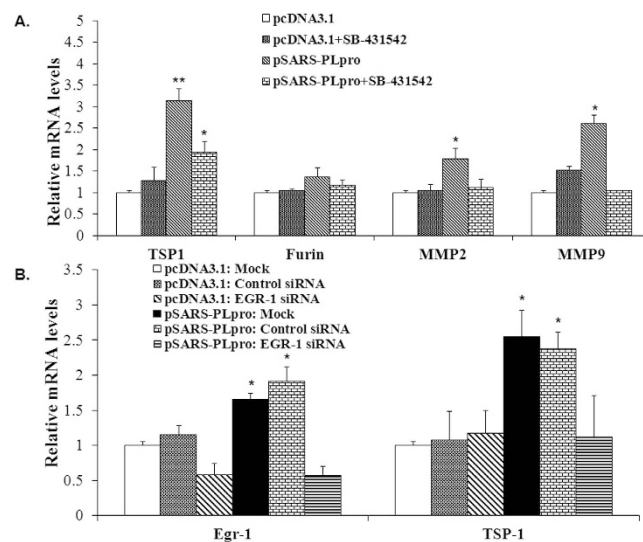 A.
pcDNA3.1
pcDNA3.1+SB-431542
pSARS-PLpro
pSARS-PLpro+SB-431542
Relative mRNA levels
5
4.5
4
3.5
3
2.5
2
1.5
1
0.5
0
**
*
*
*
TSP1 Furin MMP2 MMP9
B.
pcDNA3.1: Mock
pcDNA3.1: Control siRNA
pcDNA3.1: EGR-1 siRNA
pSARS-PLpro: Mock
pSARS-PLpro: Control siRNA
pSARS-PLpro: EGR-1 siRNA
Relative mRNA levels
3.5
3
2.5
2
1.5
1
0.5
0
*
*
*
*
Egr-1 TSP-1